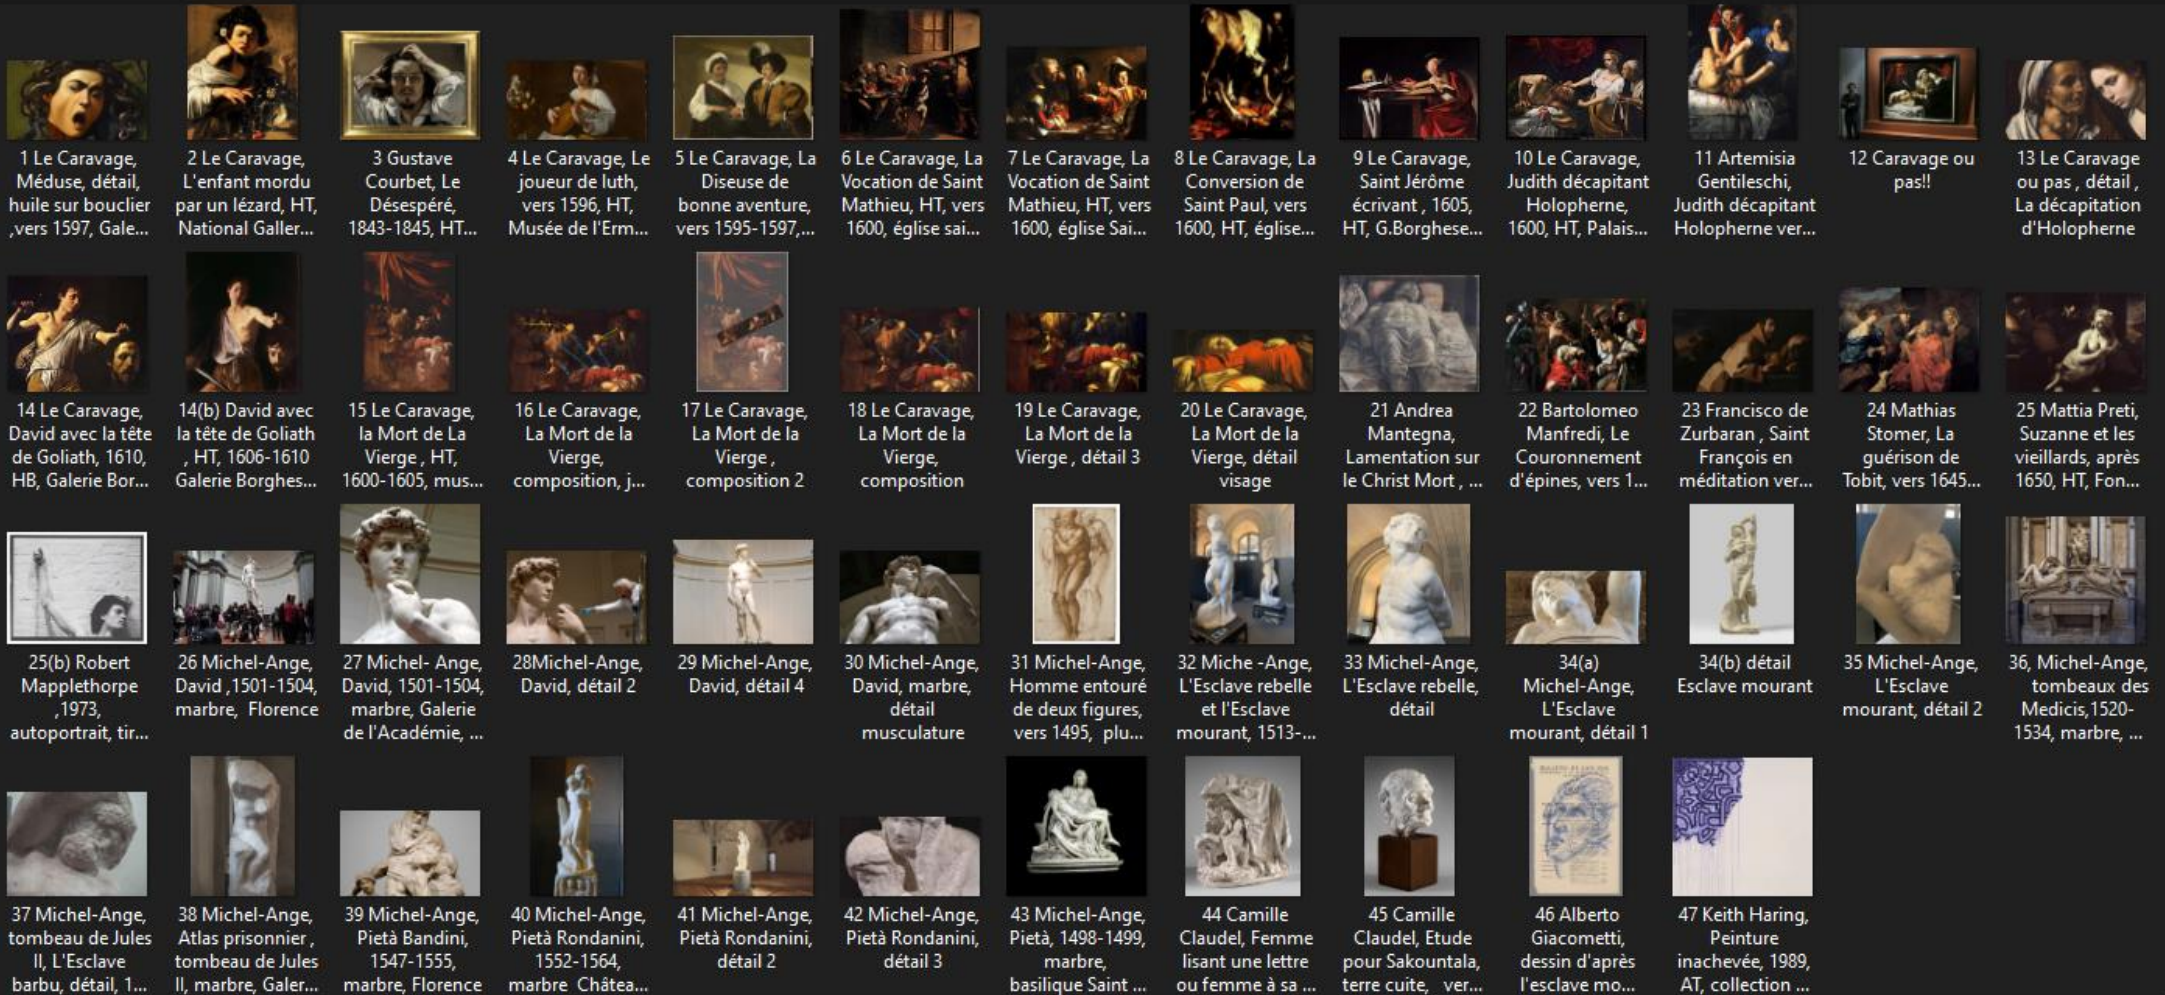 1 Le Caravage,
Méduse, détail,
huile sur bouclier
,vers 1597, Gale...
2 Le Caravage,
L'enfant mordu
par un lézard, HT,
National Galler...
3 Gustave
Courbet, Le
Désespéré,
1843-1845, HT...
4 Le Caravage, Le
joueur de luth,
vers 1596, HT,
Musée de l'Erm...
5 Le Caravage, La
Diseuse de
bonne aventure,
vers 1595-1597,...
6 Le Caravage, La
Vocation de Saint
Mathieu, HT, vers
1600, église sai...
7 Le Caravage, La
Vocation de Saint
Mathieu, HT, vers
1600, église Sai...
8 Le Caravage, La
Conversion de
Saint Paul, vers
1600, HT, église...
9 Le Caravage,
Saint Jérôme
écrivant , 1605,
HT, G.Borghese...
10 Le Caravage,
Judith décapitant
Holopherne,
1600, HT, Palais...
11 Artemisia
Gentileschi,
Judith décapitant
Holopherne ver...
12 Caravage ou
pas!!
13 Le Caravage
ou pas , détail ,
La décapitation
d'Holopherne
14 Le Caravage,
David avec la tête
de Goliath, 1610,
HB, Galerie Bor...
14(b) David avec
la tête de Goliath
, HT, 1606-1610
Galerie Borghes...
15 Le Caravage,
la Mort de La
Vierge , HT,
1600-1605, mus...
16 Le Caravage,
La Mort de la
Vierge,
composition, j...
17 Le Caravage,
La Mort de la
Vierge ,
composition 2
18 Le Caravage,
La Mort de la
Vierge,
composition
19 Le Caravage,
La Mort de la
Vierge , détail 3
20 Le Caravage,
La Mort de la
Vierge, détail
visage
21 Andrea
Mantegna,
Lamentation sur
le Christ Mort , ...
22 Bartolomeo
Manfredi, Le
Couronnement
d'épines, vers 1...
23 Francisco de
Zurbaran , Saint
François en
méditation ver...
24 Mathias
Stomer, La
guérison de
Tobit, vers 1645...
25 Mattia Preti,
Suzanne et les
vieillards, après
1650, HT, Fon...
25(b) Robert
Mapplethorpe
,1973,
autoportrait, tir...
26 Michel-Ange,
David ,1501-1504,
marbre, Florence
27 Michel- Ange,
David, 1501-1504,
marbre, Galerie
de l'Académie, ...
28Michel-Ange,
David, détail 2
29 Michel-Ange,
David, détail 4
30 Michel-Ange,
David, marbre,
détail
musculature
31 Michel-Ange,
Homme entouré
de deux figures,
vers 1495, plu...
32 Miche -Ange,
L'Esclave rebelle
et l'Esclave
mourant, 1513-...
33 Michel-Ange,
L'Esclave rebelle,
détail
34(a)
Michel-Ange,
L'Esclave
mourant, détail 1
34(b) détail
Esclave mourant
35 Michel-Ange,
L'Esclave
mourant, détail 2
36, Michel-Ange,
tombeaux des
Medicis,1520-
1534, marbre, ...
37 Michel-Ange,
tombeau de Jules
II, L'Esclave
barbu, détail, 1...
38 Michel-Ange,
Atlas prisonnier ,
tombeau de Jules
II, marbre, Galer...
39 Michel-Ange,
Pietà Bandini,
1547-1555,
marbre, Florence
40 Michel-Ange,
Pietà Rondanini,
1552-1564,
marbre Châtea...
41 Michel-Ange,
Pietà Rondanini,
détail 2
42 Michel-Ange,
Pietà Rondanini,
détail 3
43 Michel-Ange,
Pietà, 1498-1499,
marbre,
basilique Saint ...
44 Camille
Claudel, Femme
lisant une lettre
ou femme à sa ...
45 Camille
Claudel, Etude
pour Sakountala,
terre cuite, ver...
46 Alberto
Giacometti,
dessin d'après
l'esclave mo...
47 Keith Haring,
Peinture
inachevée, 1989,
AT, collection ...